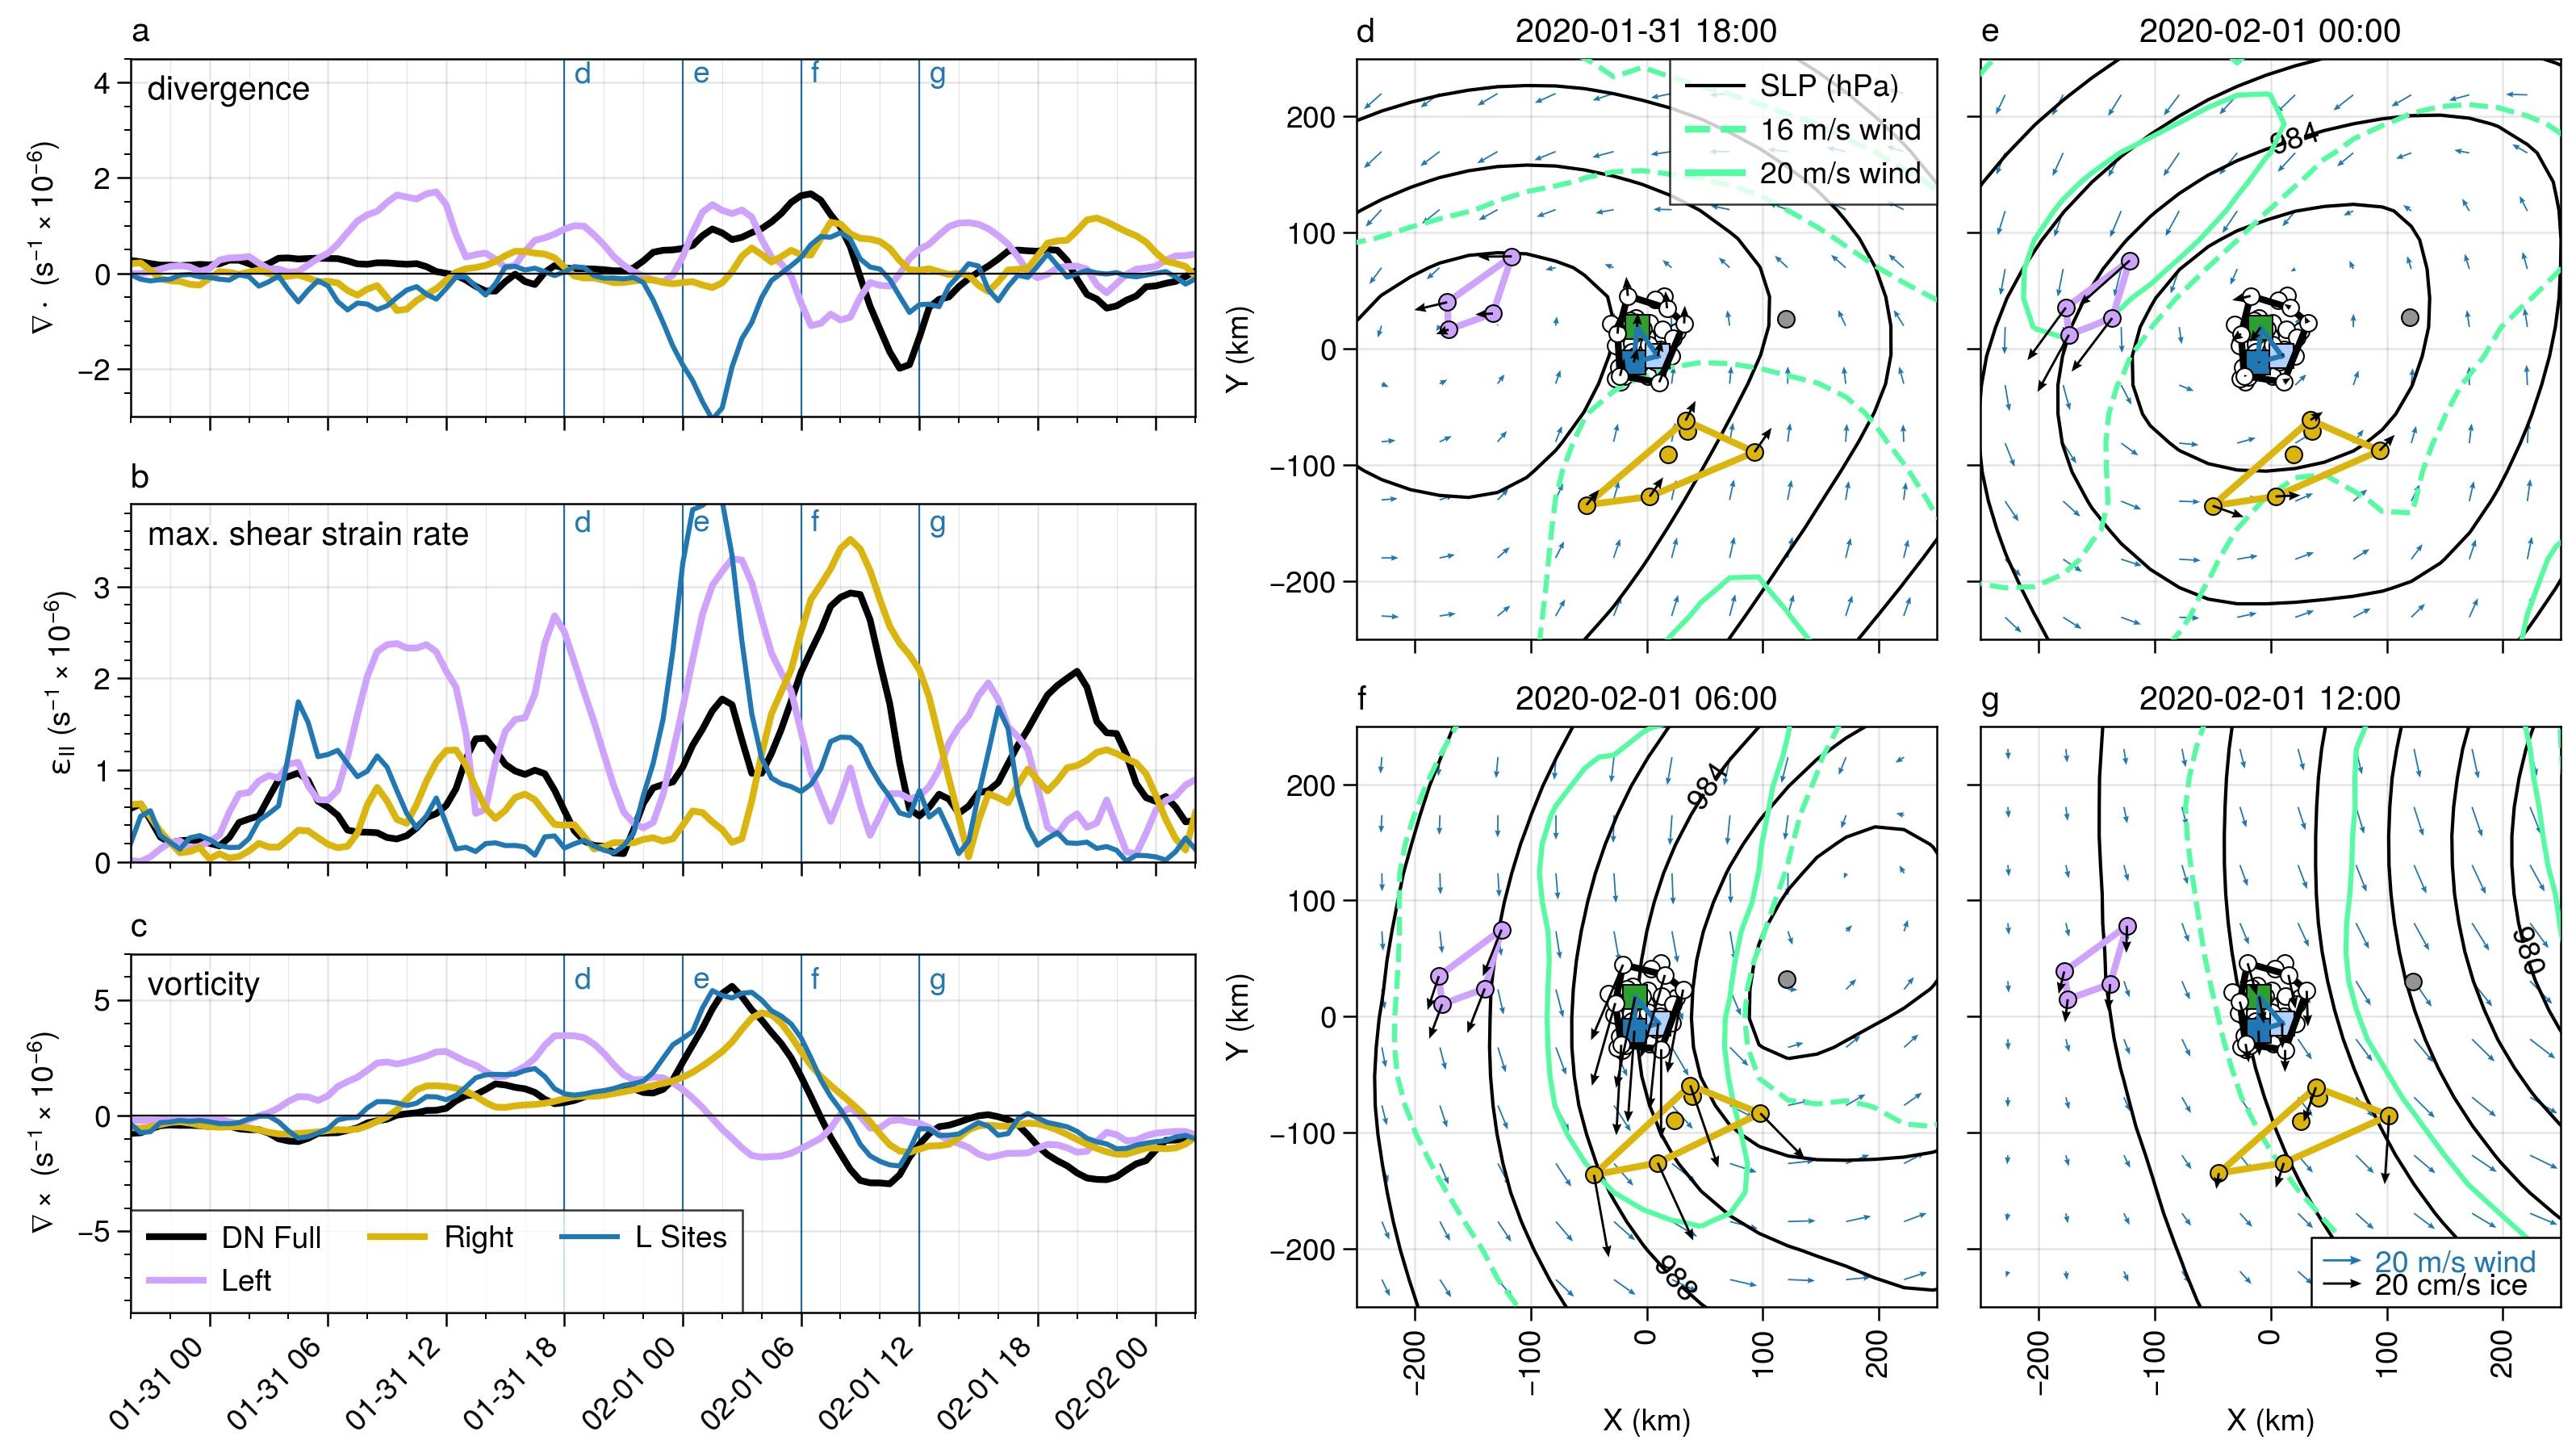 a
divergence
d
e
f
g
4
2
0
−2
∇· (s⁻¹ × 10⁻⁶)
b
max. shear strain rate
d
e
f
g
3
2
1
0
ε_II (s⁻¹ × 10⁻⁶)
c
vorticity
d
e
f
g
5
0
−5
∇× (s⁻¹ × 10⁻⁶)
DN Full
Right
L Sites
Left
01-31 00
01-31 06
01-31 12
01-31 18
02-01 00
02-01 06
02-01 12
02-01 18
02-02 00
d
2020-01-31 18:00
SLP (hPa)
16 m/s wind
20 m/s wind
200
100
0
−100
−200
Y (km)
e
2020-02-01 00:00
984
f
2020-02-01 06:00
984
988
200
100
0
−100
−200
Y (km)
−200
−100
0
100
200
X (km)
g
2020-02-01 12:00
980
20 m/s wind
20 cm/s ice
−200
−100
0
100
200
X (km)